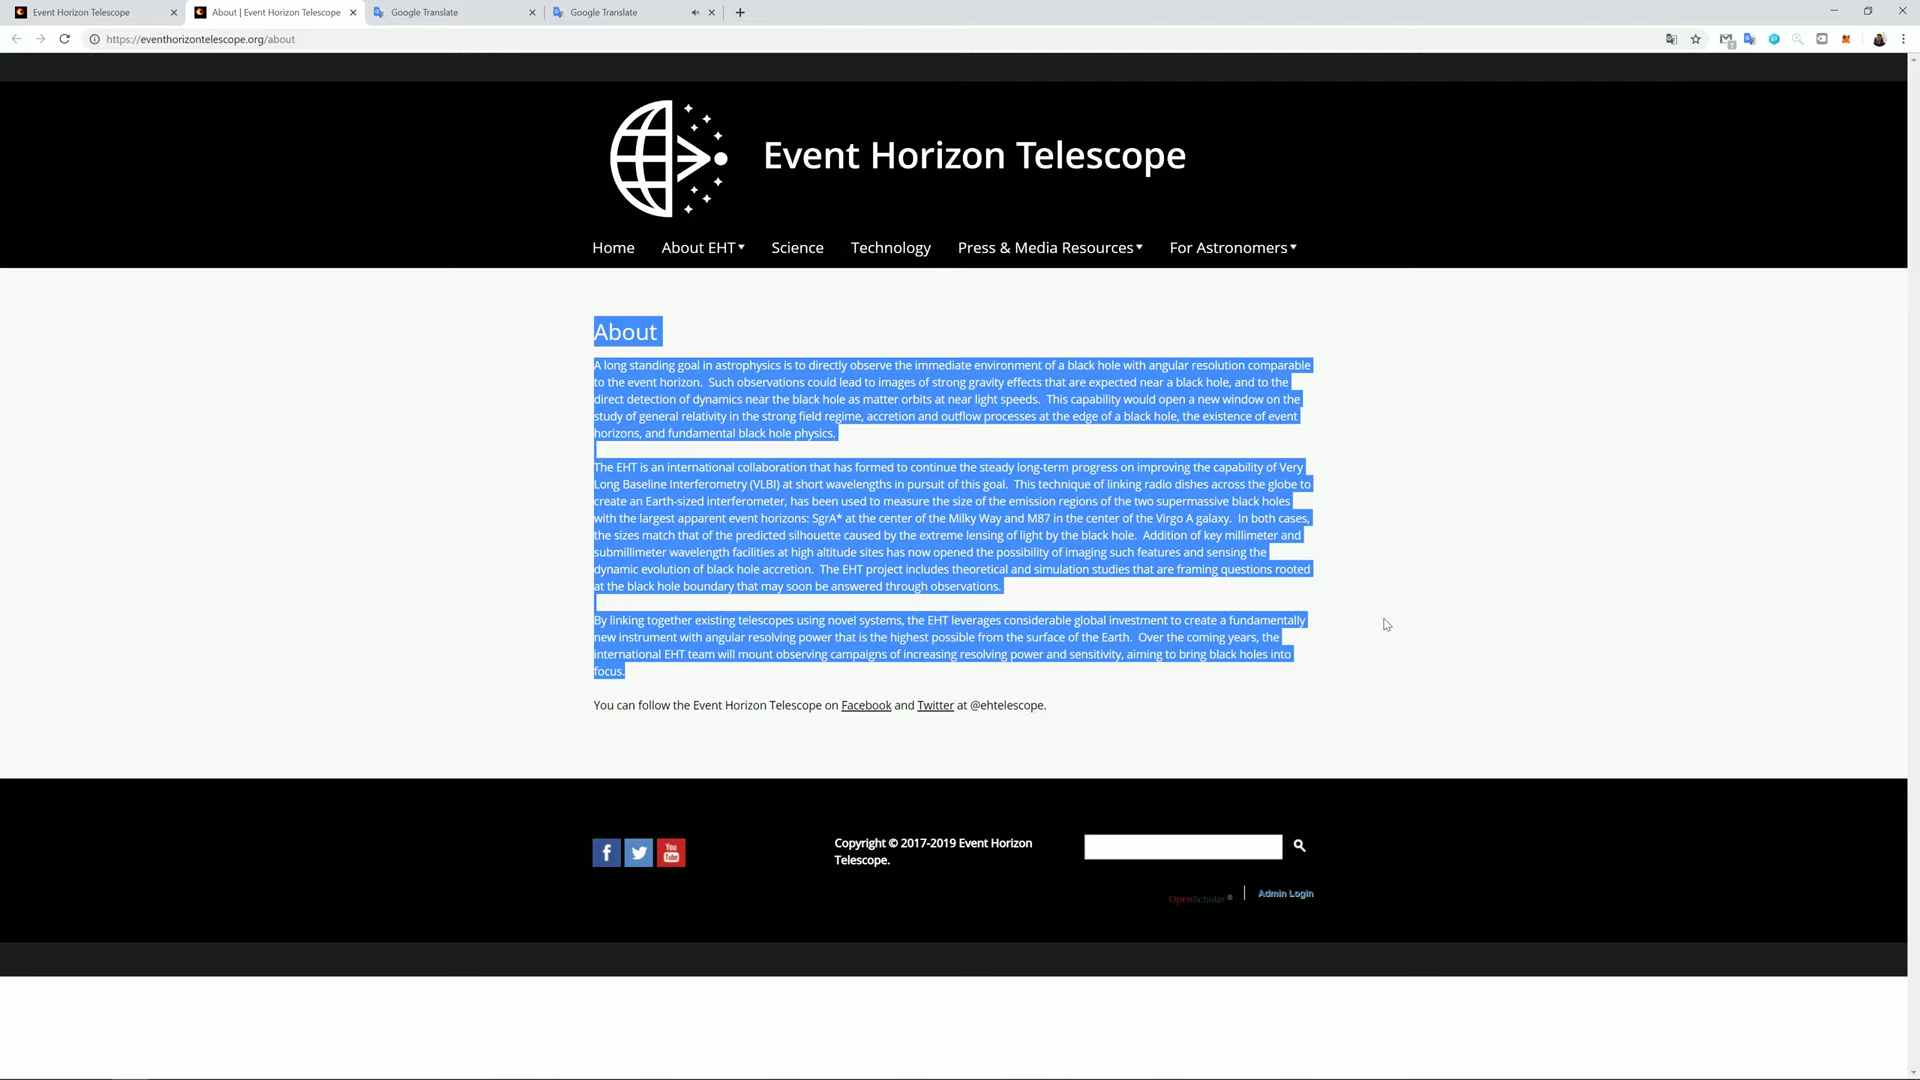 Event Horizon Telescope
About | Event Horizon Telescope
Google Translate
Google Translate
https://eventhorizontelescope.org/about
Event Horizon Telescope
Home
About EHT
Science
Technology
Press & Media Resources
For Astronomers
About
A long standing goal in astrophysics is to directly observe the immediate environment of a black hole with angular resolution comparable
to the event horizon.  Such observations could lead to images of strong gravity effects that are expected near a black hole, and to the
direct detection of dynamics near the black hole as matter orbits at near light speeds.  This capability would open a new window on the
study of general relativity in the strong field regime, accretion and outflow processes at the edge of a black hole, the existence of event
horizons, and fundamental black hole physics.
The EHT is an international collaboration that has formed to continue the steady long-term progress on improving the capability of Very
Long Baseline Interferometry (VLBI) at short wavelengths in pursuit of this goal.  This technique of linking radio dishes across the globe to
create an Earth-sized interferometer, has been used to measure the size of the emission regions of the two supermassive black holes
with the largest apparent event horizons: SgrA* at the center of the Milky Way and M87 in the center of the Virgo A galaxy.  In both cases,
the sizes match that of the predicted silhouette caused by the extreme lensing of light by the black hole.  Addition of key millimeter and
submillimeter wavelength facilities at high altitude sites has now opened the possibility of imaging such features and sensing the
dynamic evolution of black hole accretion.  The EHT project includes theoretical and simulation studies that are framing questions rooted
at the black hole boundary that may soon be answered through observations.
By linking together existing telescopes using novel systems, the EHT leverages considerable global investment to create a fundamentally
new instrument with angular resolving power that is the highest possible from the surface of the Earth.  Over the coming years, the
international EHT team will mount observing campaigns of increasing resolving power and sensitivity, aiming to bring black holes into
focus.
You can follow the Event Horizon Telescope on Facebook and Twitter at @ehtelescope.
You Tube
Copyright © 2017-2019 Event Horizon
Telescope.
OpenScholar®
Admin Login